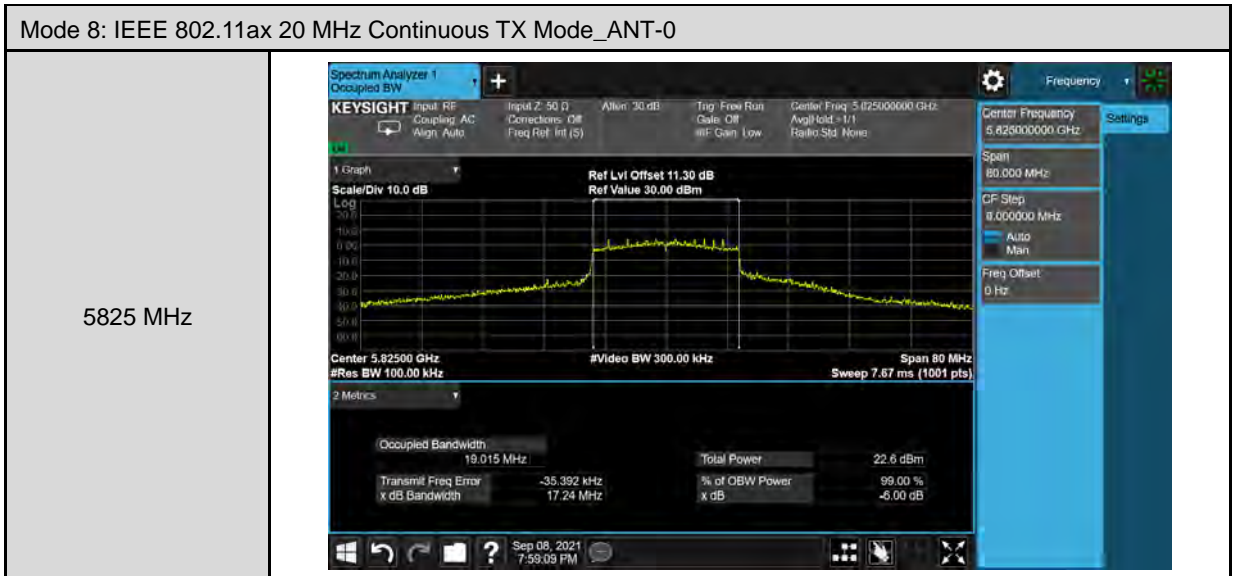 Mode 8: IEEE 802.11ax 20 MHz Continuous TX Mode_ANT-0
5825 MHz
Spectrum Analyzer 1
Occupied BW
Frequency
KEYSIGHT Input: RF
Coupling: AC
Align: Auto
Input Z: 50 Ω
Corrections: Off
Freq Ref: Int (S)
Atten: 30 dB
Trig: Free Run
Gate: Off
#IF Gain: Low
Center Freq: 5.825000000 GHz
Avg|Hold: >1/1
Radio Std: None
Center Frequency
5.825000000 GHz
Settings
Span
80.000 MHz
CF Step
8.000000 MHz
Auto
Man
Freq Offset
0 Hz
1 Graph
Scale/Div 10.0 dB
Ref Lvl Offset 11.30 dB
Ref Value 30.00 dBm
Log
20.0
10.0
0.00
Center 5.82500 GHz
#Res BW 100.00 kHz
#Video BW 300.00 kHz
Span 80 MHz
Sweep 7.67 ms (1001 pts)
2 Metrics
Occupied Bandwidth
19.015 MHz
Total Power 22.6 dBm
Transmit Freq Error -35.392 kHz
% of OBW Power 99.00 %
x dB Bandwidth 17.24 MHz
x dB -6.00 dB
Sep 08, 2021
7:59:09 PM